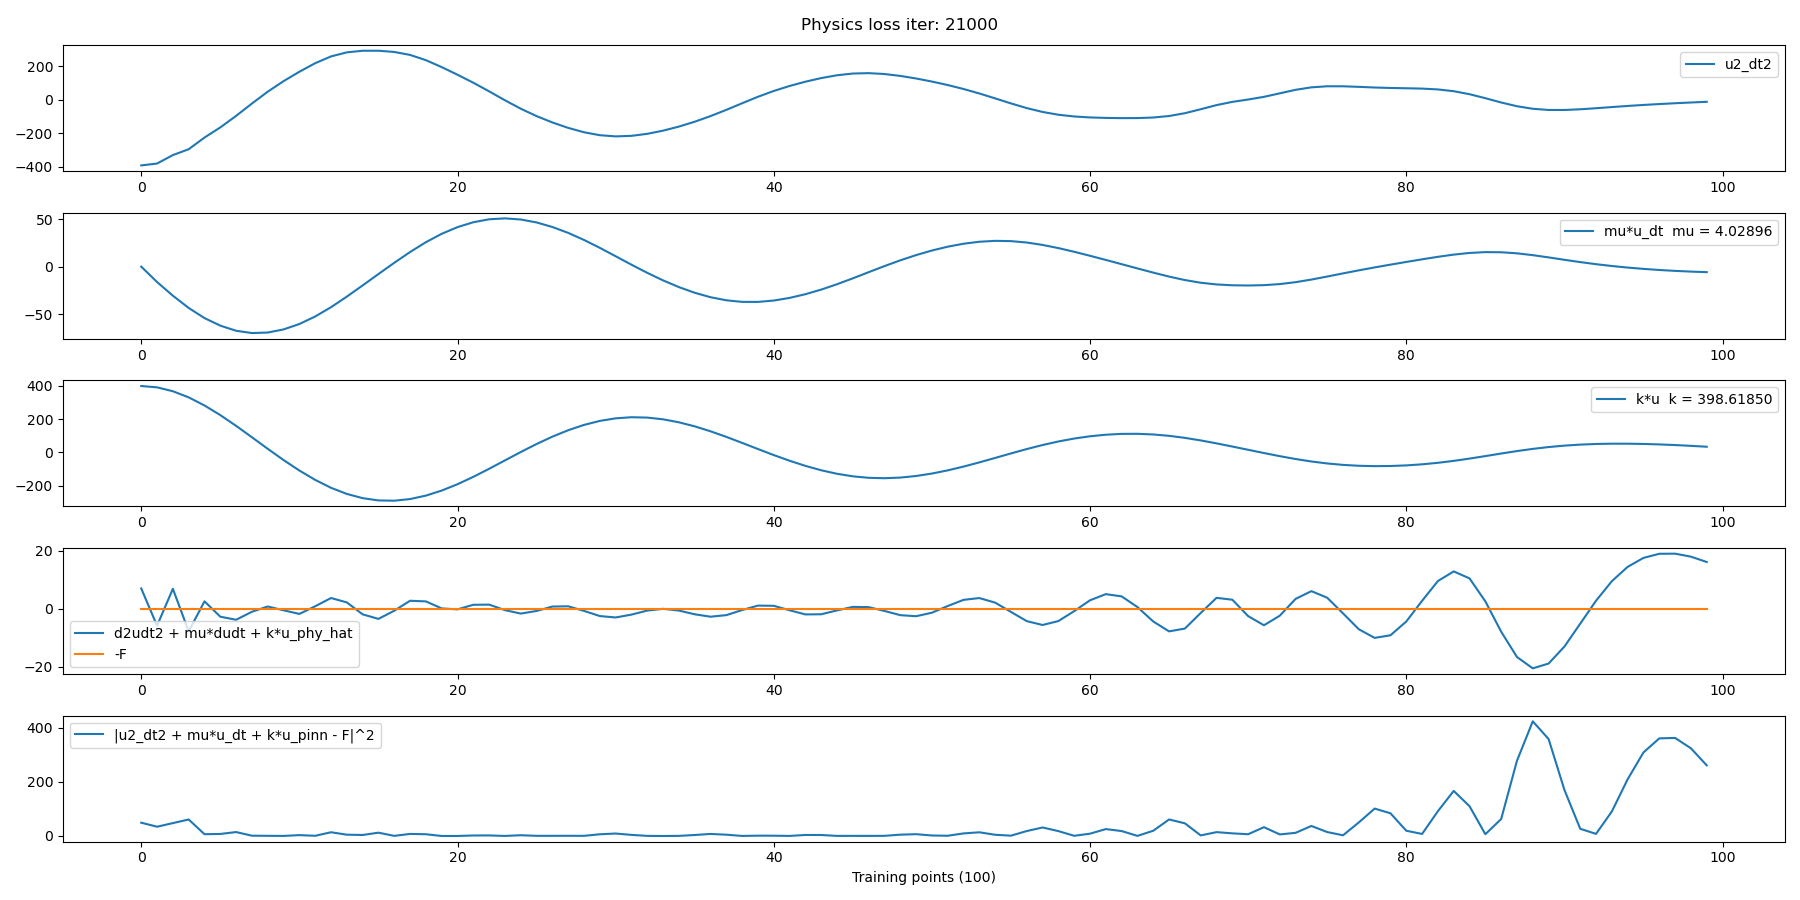 Physics loss iter: 21000
200
0
−200
−400
u2_dt2
0 20 40 60 80 100
50
0
−50
mu*u_dt mu = 4.02896
0 20 40 60 80 100
400
200
0
−200
k*u k = 398.61850
0 20 40 60 80 100
20
0
−20
d2udt2 + mu*dudt + k*u_phy_hat
-F
0 20 40 60 80 100
400
200
0
|u2_dt2 + mu*u_dt + k*u_pinn - F|^2
0 20 40 60 80 100
Training points (100)